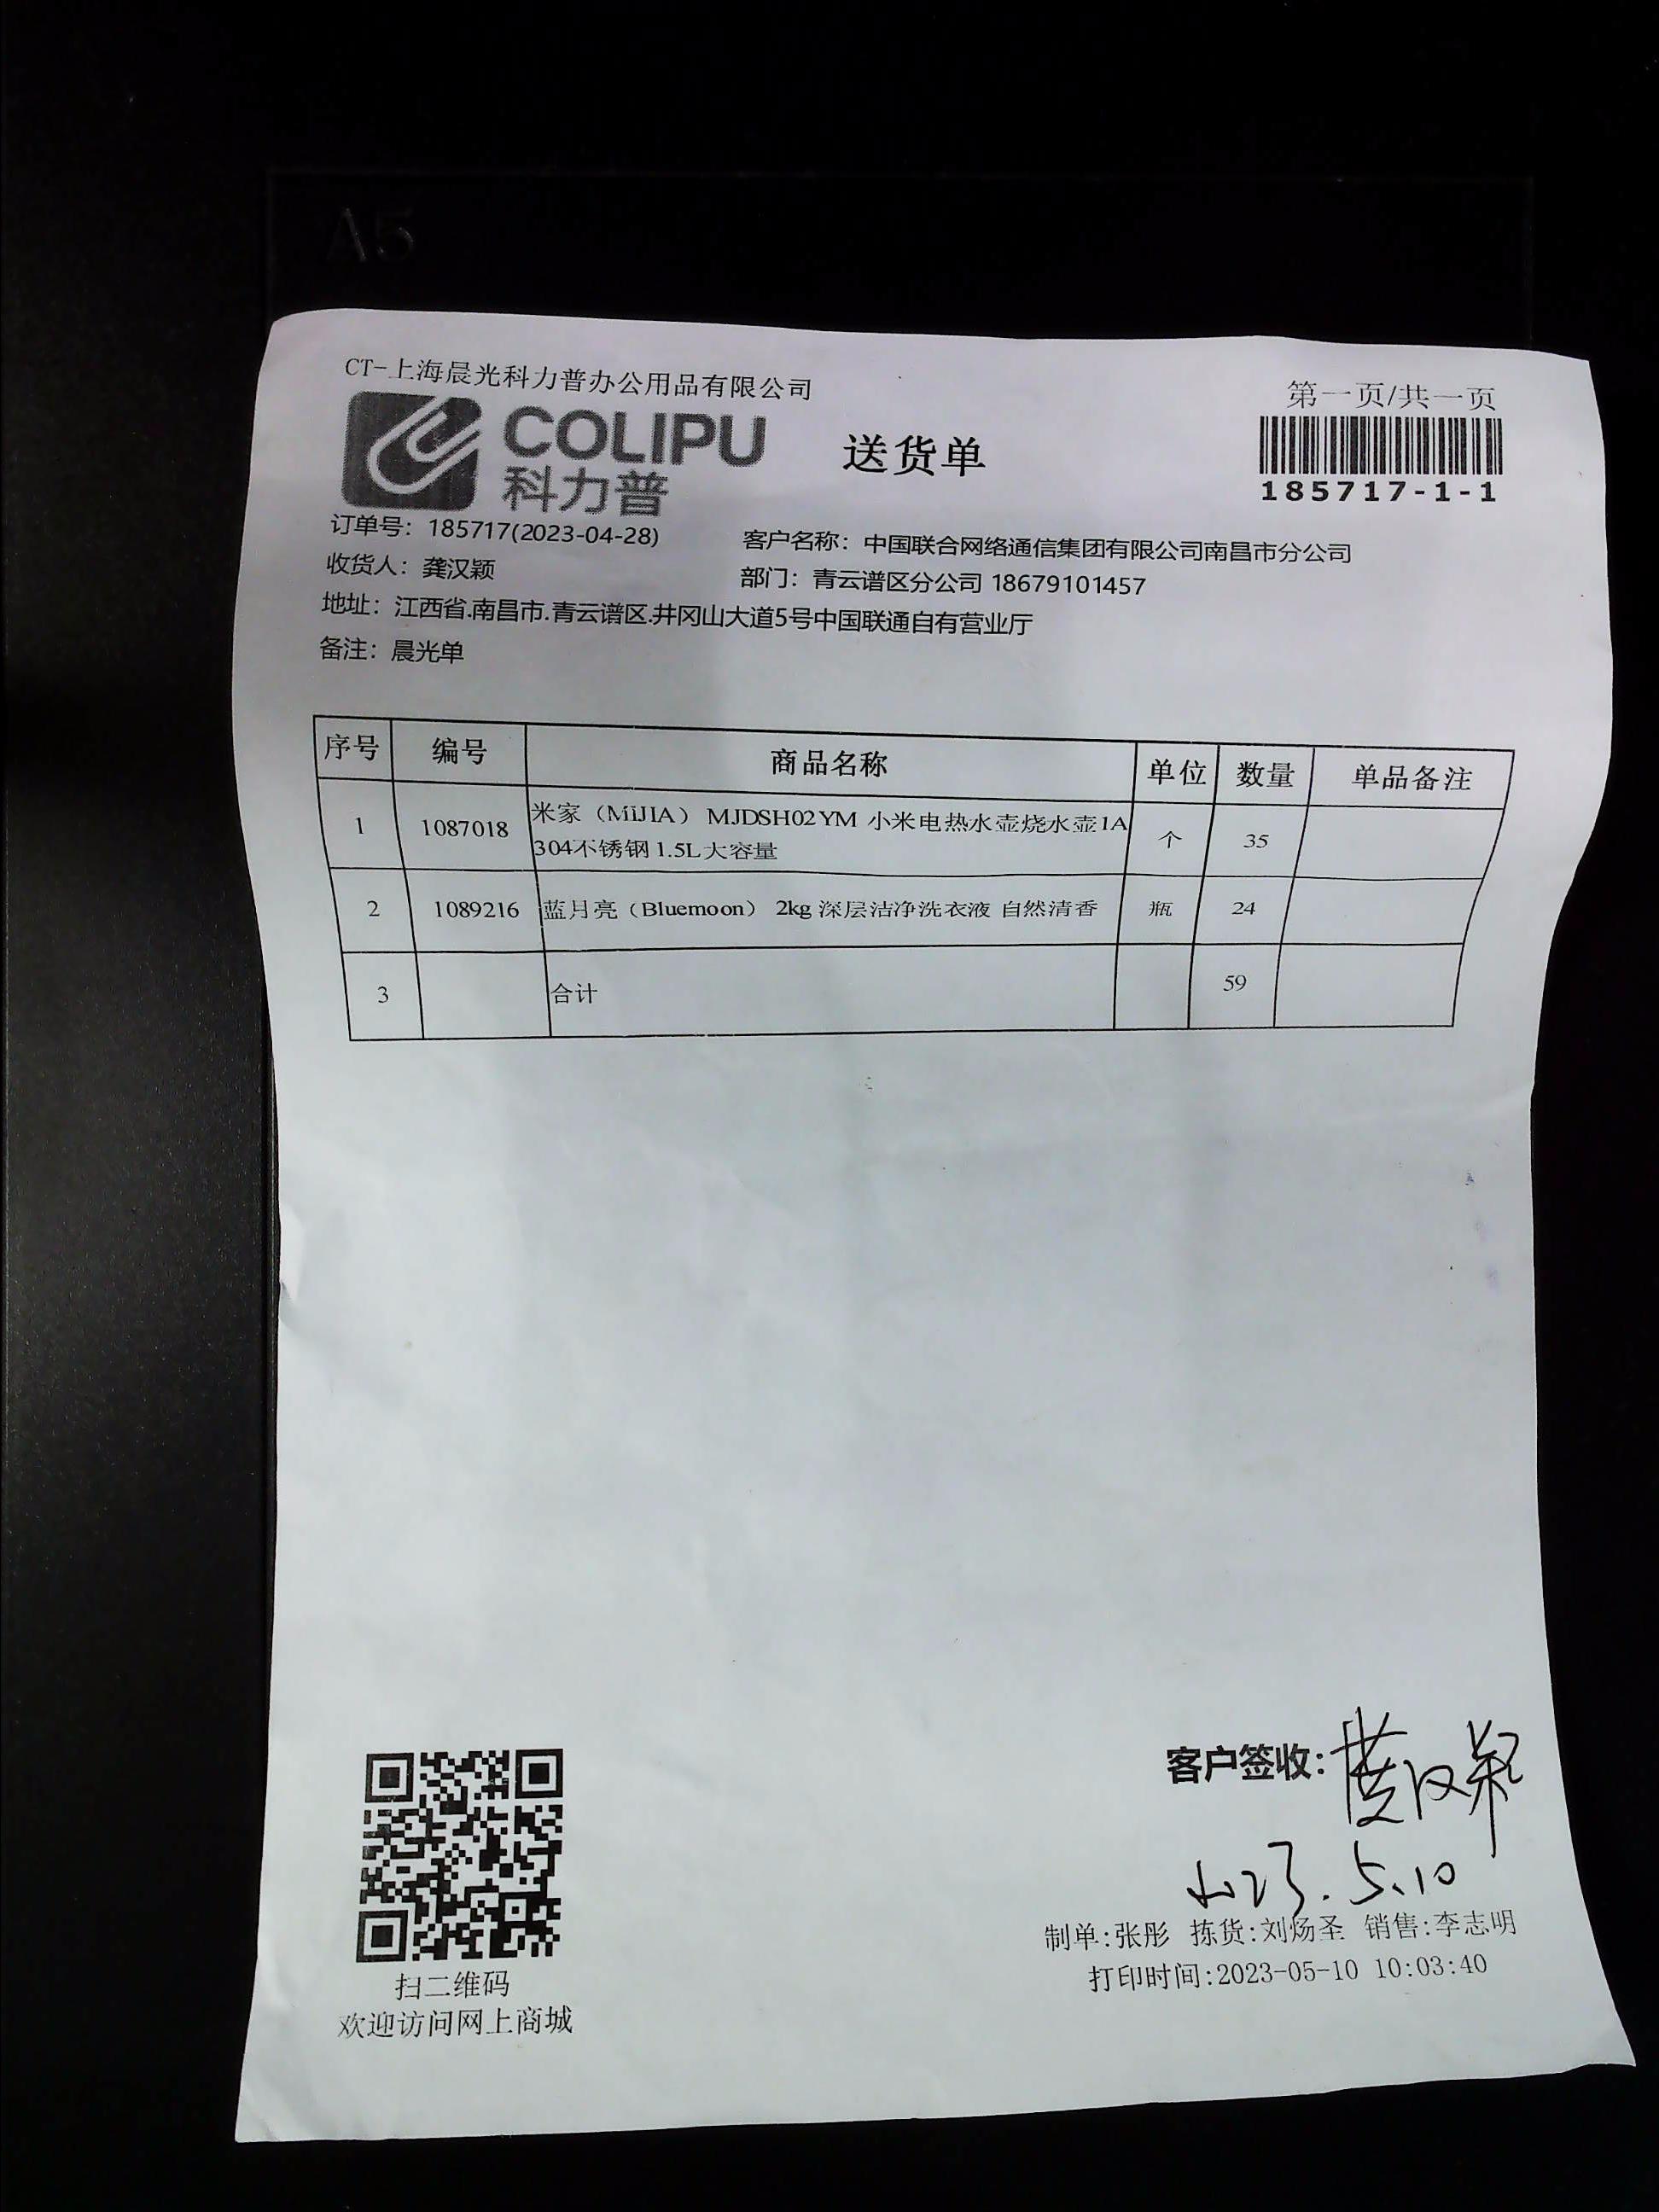 A5
CT-上海晨光科力普办公用品有限公司
第一页/共一页
COLIPU
科力普
送货单
185717-1-1
订单号：185717(2023-04-28)
客户名称：中国联合网络通信集团有限公司南昌市分公司
收货人：龚汉颖
部门：青云谱区分公司 18679101457
地址：江西省.南昌市.青云谱区.井冈山大道5号中国联通自有营业厅
备注：晨光单
序号 编号 商品名称 单位 数量 单品备注
1 1087018 米家（MiJIA） MJDSH02YM 小米电热水壶烧水壶1A 304不锈钢 1.5L大容量 个 35
2 1089216 蓝月亮（Bluemoon） 2kg 深层洁净洗衣液 自然清香 瓶 24
3 合计 59
客户签收：龚汉颖
2023.5.10
制单:张彤 拣货:刘炀圣 销售:李志明
打印时间:2023-05-10 10:03:40
扫二维码
欢迎访问网上商城